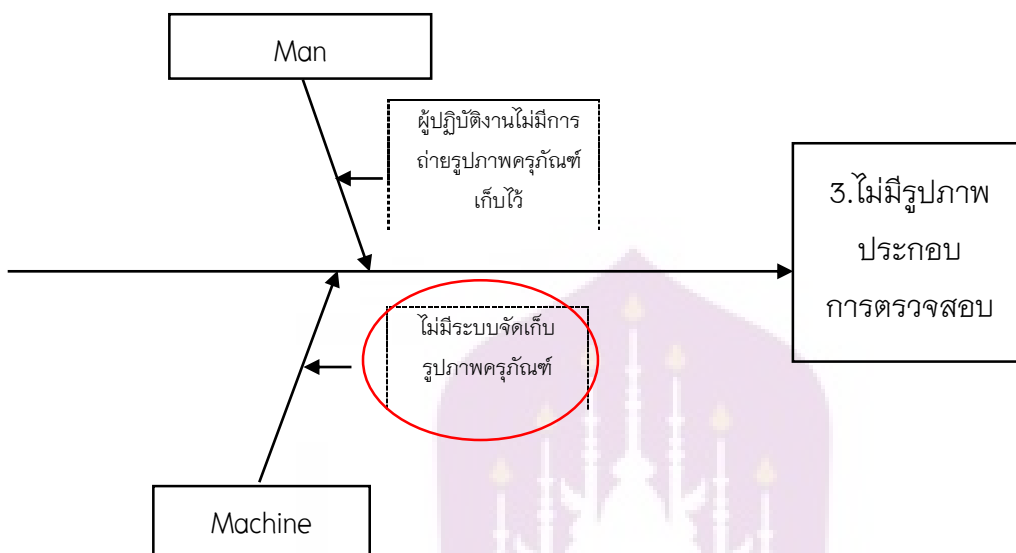 Man
ผู้ปฏิบัติงานไม่มีการ
ถ่ายรูปภาพครุภัณฑ์
เก็บไว้
3.ไม่มีรูปภาพ
ประกอบ
การตรวจสอบ
ไม่มีระบบจัดเก็บ
รูปภาพครุภัณฑ์
Machine